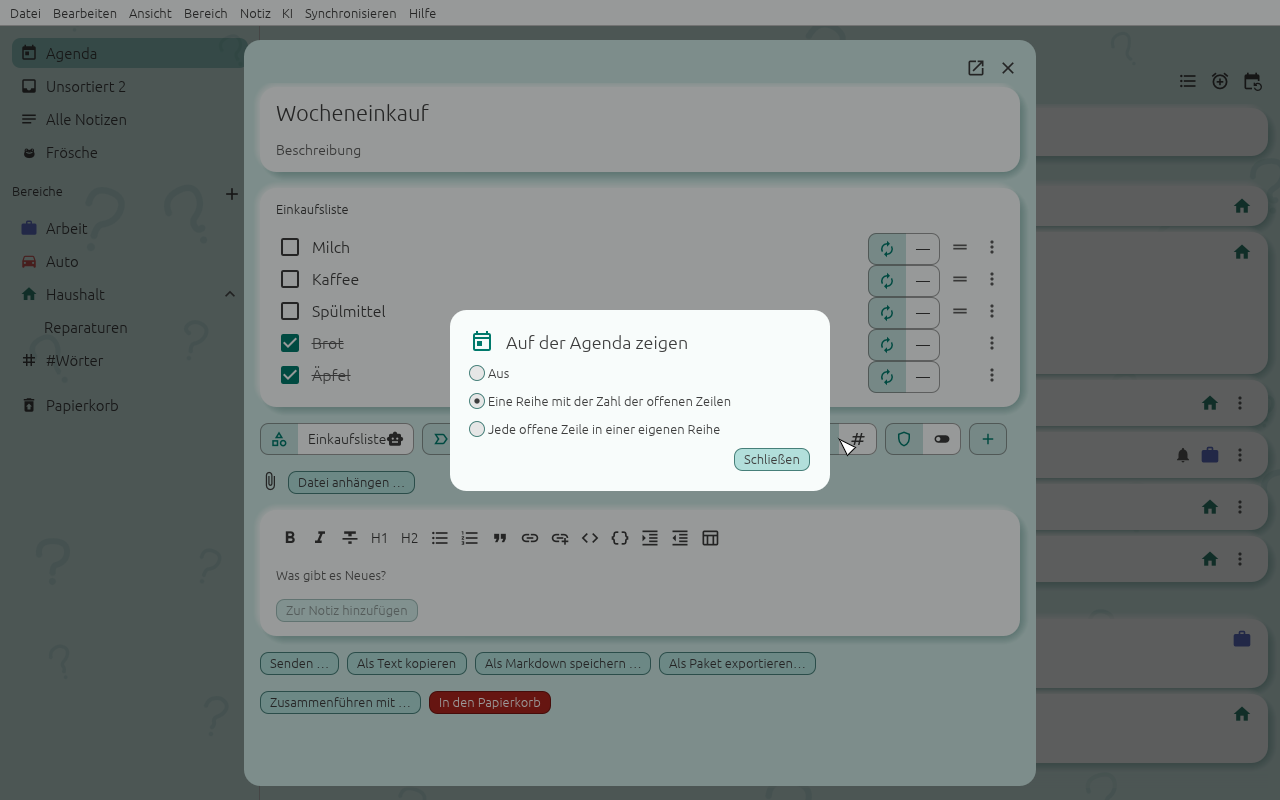 Datei Bearbeiten Ansicht Bereich Notiz KI Synchronisieren Hilfe
Agenda
Unsortiert 2
Alle Notizen
Frösche
Bereiche
Arbeit
Auto
Haushalt
Reparaturen
#Wörter
Papierkorb
Wocheneinkauf
Beschreibung
Einkaufsliste
Milch
Kaffee
Spülmittel
Brot
Äpfel
Auf der Agenda zeigen
Aus
Eine Reihe mit der Zahl der offenen Zeilen
Jede offene Zeile in einer eigenen Reihe
Schließen
Einkaufsliste
Datei anhängen ...
H1 H2
Was gibt es Neues?
Zur Notiz hinzufügen
Senden ... Als Text kopieren Als Markdown speichern ... Als Paket exportieren...
Zusammenführen mit ... In den Papierkorb